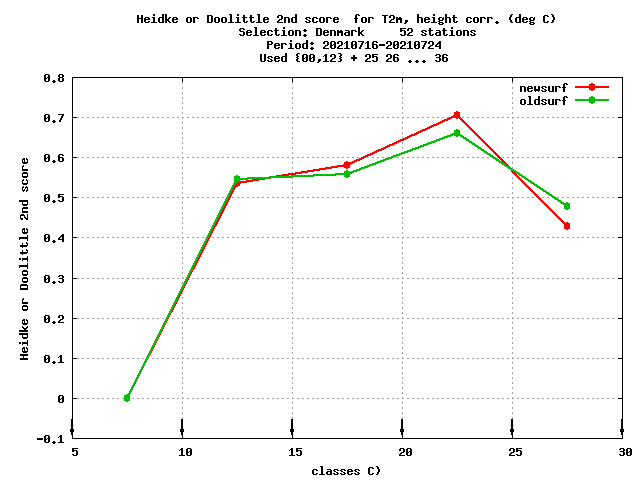 Heidke or Doolittle 2nd score  for T2m, height corr. (deg C)
Selection: Denmark     52 stations
Period: 20210716-20210724
Used {00,12} + 25 26 ... 36
newsurf
oldsurf
0.8
0.7
0.6
0.5
0.4
0.3
0.2
0.1
0
-0.1
Heidke or Doolittle 2nd score
5 10 15 20 25 30
classes C)